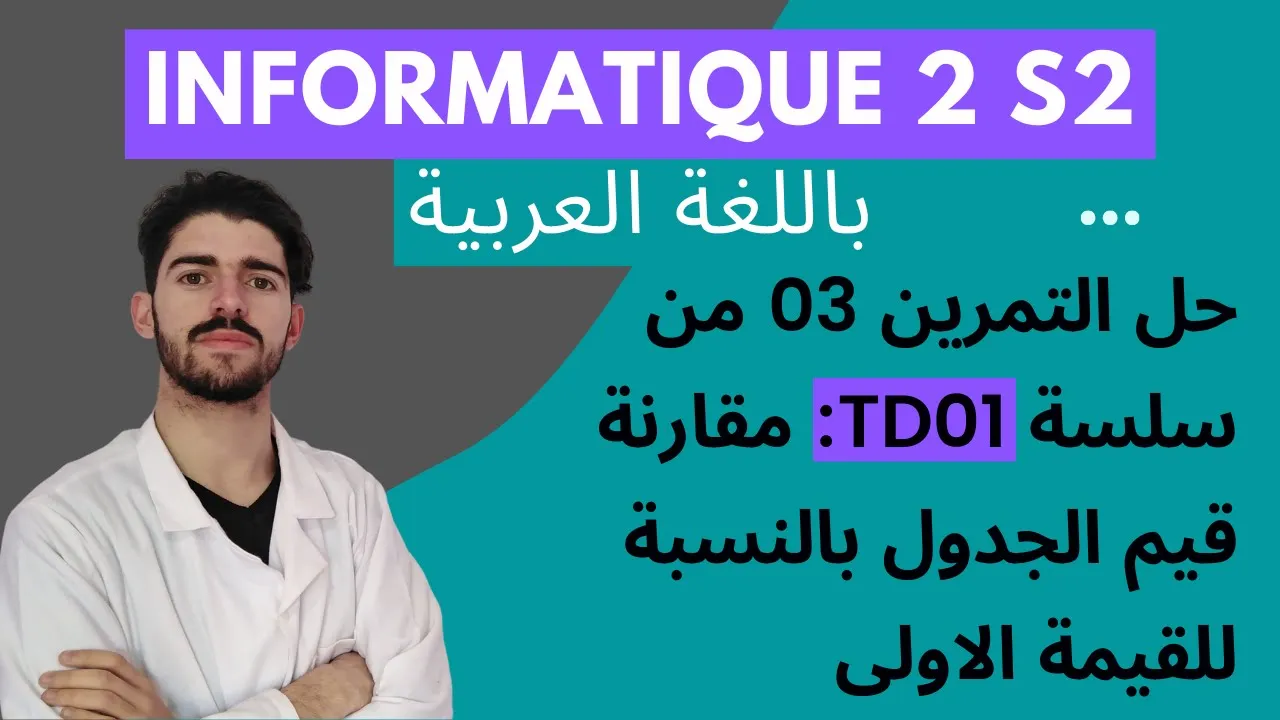 INFORMATIQUE 2 S2
باللغة العربية ...
حل التمرين 03 من
سلسة TD01: مقارنة
قيم الجدول بالنسبة
للقيمة الاولى